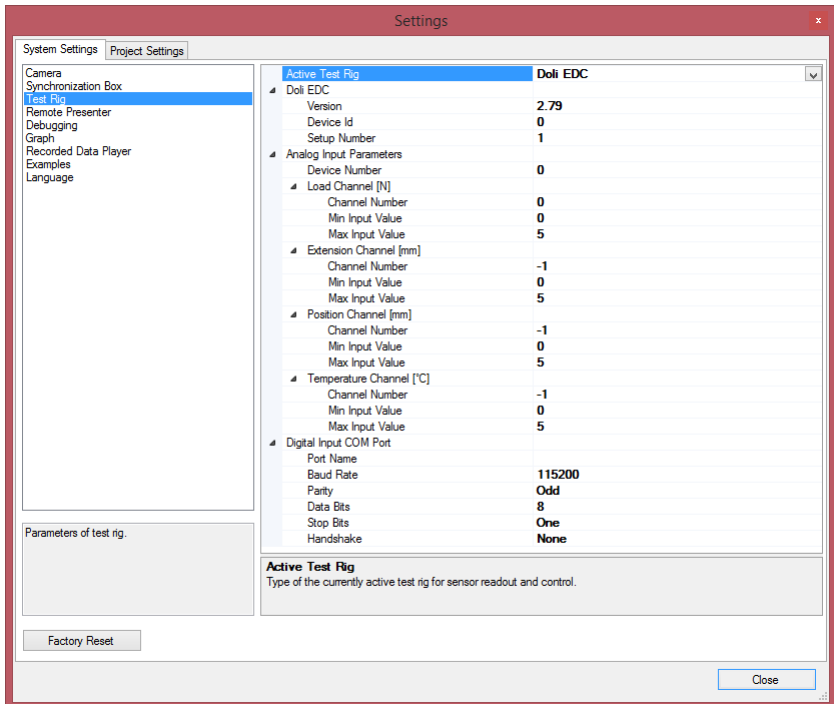 Settings
x
System Settings
Project Settings
Camera
Synchronization Box
Test Rig
Remote Presenter
Debugging
Graph
Recorded Data Player
Examples
Language
Parameters of test rig.
Factory Reset
Active Test Rig Doli EDC
Doli EDC
Version 2.79
Device Id 0
Setup Number 1
Analog Input Parameters
Device Number 0
Load Channel [N]
Channel Number 0
Min Input Value 0
Max Input Value 5
Extension Channel [mm]
Channel Number -1
Min Input Value 0
Max Input Value 5
Position Channel [mm]
Channel Number -1
Min Input Value 0
Max Input Value 5
Temperature Channel [°C]
Channel Number -1
Min Input Value 0
Max Input Value 5
Digital Input COM Port
Port Name
Baud Rate 115200
Parity Odd
Data Bits 8
Stop Bits One
Handshake None
Active Test Rig
Type of the currently active test rig for sensor readout and control.
Close